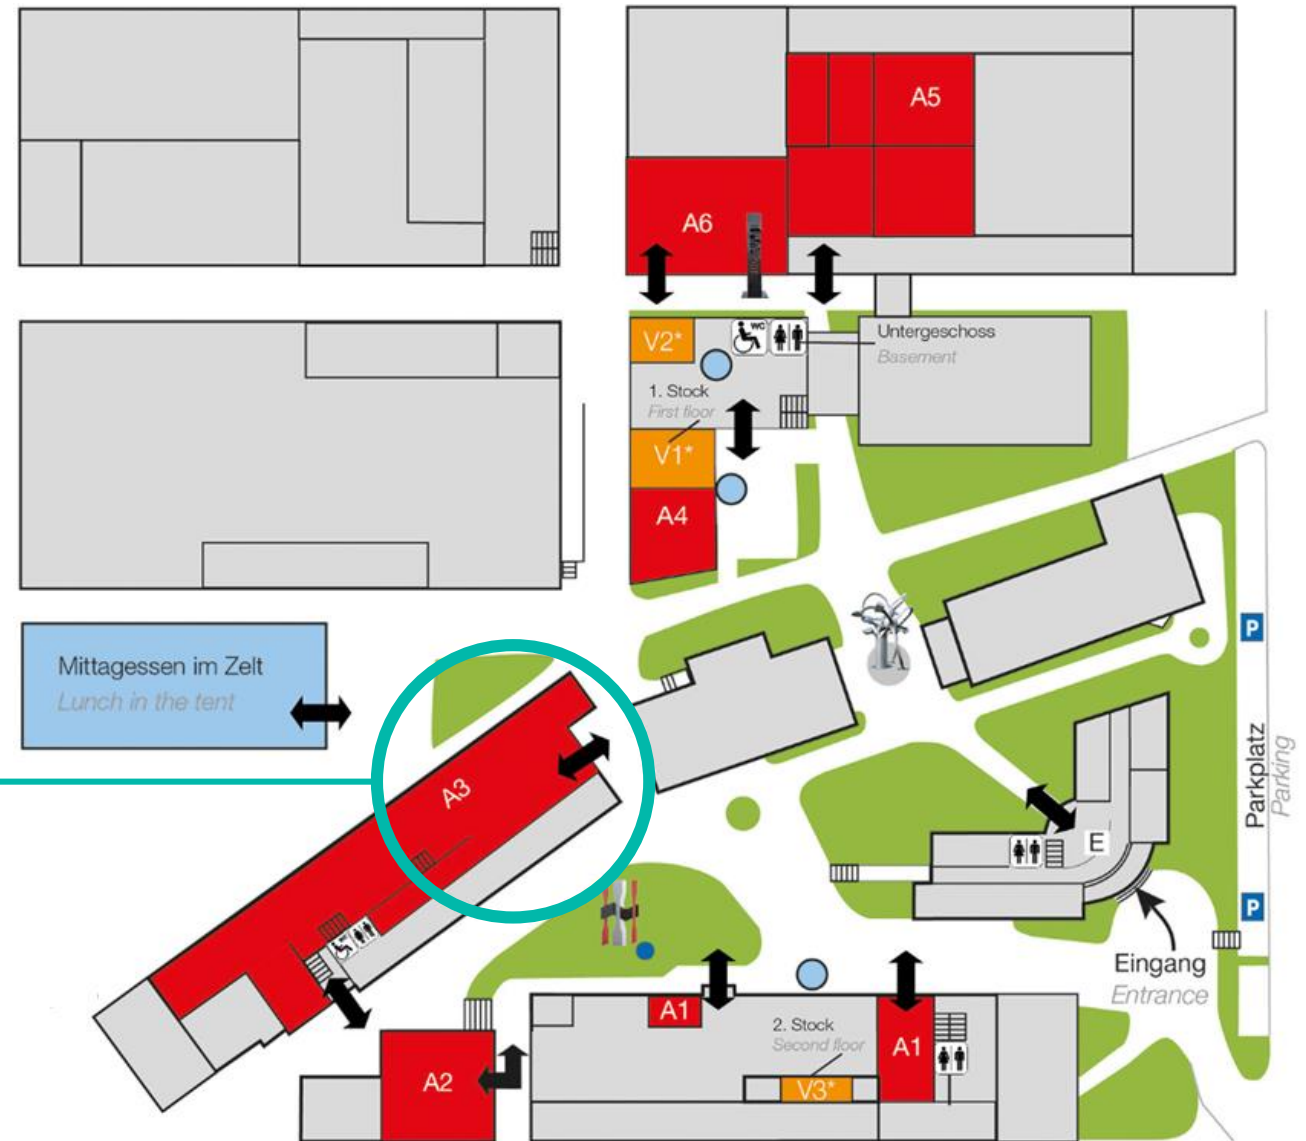 A5
A6
V2*
WC
Untergeschoss
Basement
1. Stock
First floor
V1*
A4
P
Mittagessen im Zelt
Lunch in the tent
A3
Parkplatz
Parking
E
P
Eingang
Entrance
A1
2. Stock
Second floor
A1
A2
V3*